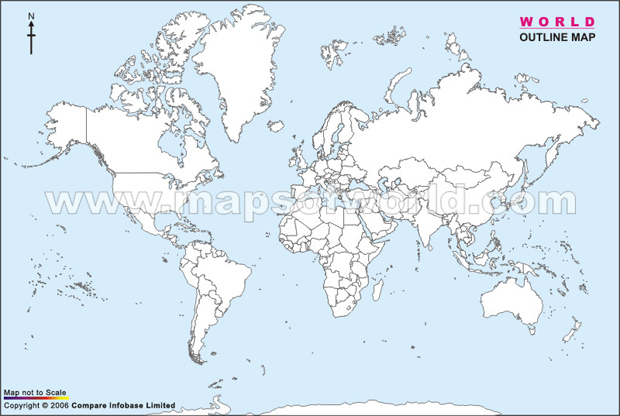 N
WORLD
OUTLINE MAP
www.mapsofworld.com
Map not to Scale
Copyright © 2006 Compare Infobase Limited